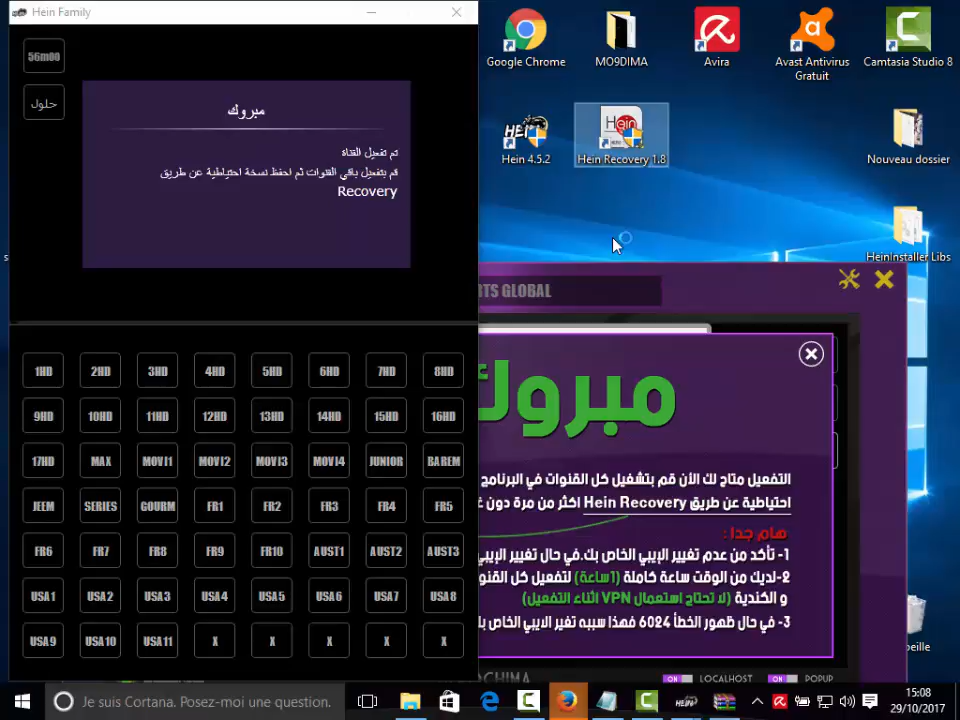 Hein Family
56m00
حلول
مبروك
تم تفعيل القناة
قم بتفعيل باقي القنوات ثم احفظ نسخة احتياطية عن طريق
Recovery
1HD 2HD 3HD 4HD 5HD 6HD 7HD 8HD
9HD 10HD 11HD 12HD 13HD 14HD 15HD 16HD
17HD MAX MOVI1 MOVI2 MOVI3 MOVI4 JUNIOR BAREM
JEEM SERIES GOURM FR1 FR2 FR3 FR4 FR5
FR6 FR7 FR8 FR9 FR10 AUST1 AUST2 AUST3
USA1 USA2 USA3 USA4 USA5 USA6 USA7 USA8
USA9 USA10 USA11 X X X X X
Google Chrome
MO9DIMA
Avira
Avast Antivirus
Gratuit
Camtasia Studio 8
Hein 4.5.2
Hein Recovery 1.8
Nouveau dossier
HeinInstaller Libs
RTS GLOBAL
مبروك
التفعيل متاح لك الأن قم بتشغيل كل القنوات في البرنامج
احتياطية عن طريق Hein Recovery اكثر من مرة دون
هام جدا :
1- تأكد من عدم تغيير الإيبي الخاص بك.في حال تغيير الإيبي
2-لديك من الوقت ساعة كاملة (1ساعة) لتفعيل كل
و الكندية (لا تحتاج استعمال VPN اثناء التفعيل)
3- في حال ظهور الخطأ 6024 فهذا سببه تغير الايبي الخاص
ON LOCALHOST ON POPUP
Je suis Cortana. Posez-moi une question.
15:08
29/10/2017